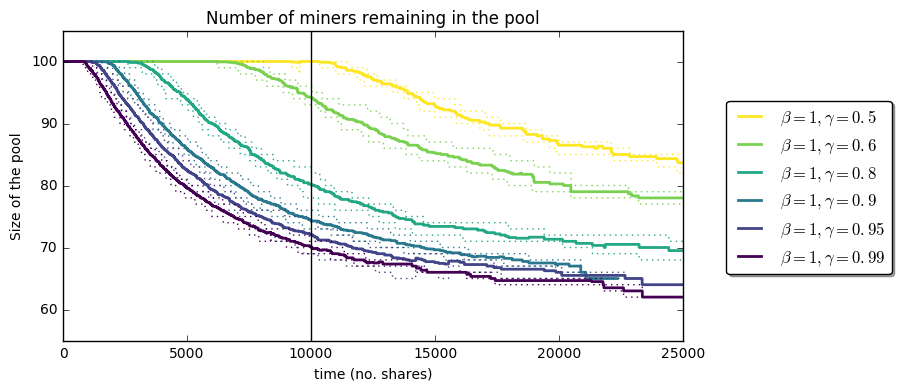 Number of miners remaining in the pool
100
90
80
70
60
Size of the pool
0 5000 10000 15000 20000 25000
time (no. shares)
β = 1, γ = 0.5
β = 1, γ = 0.6
β = 1, γ = 0.8
β = 1, γ = 0.9
β = 1, γ = 0.95
β = 1, γ = 0.99